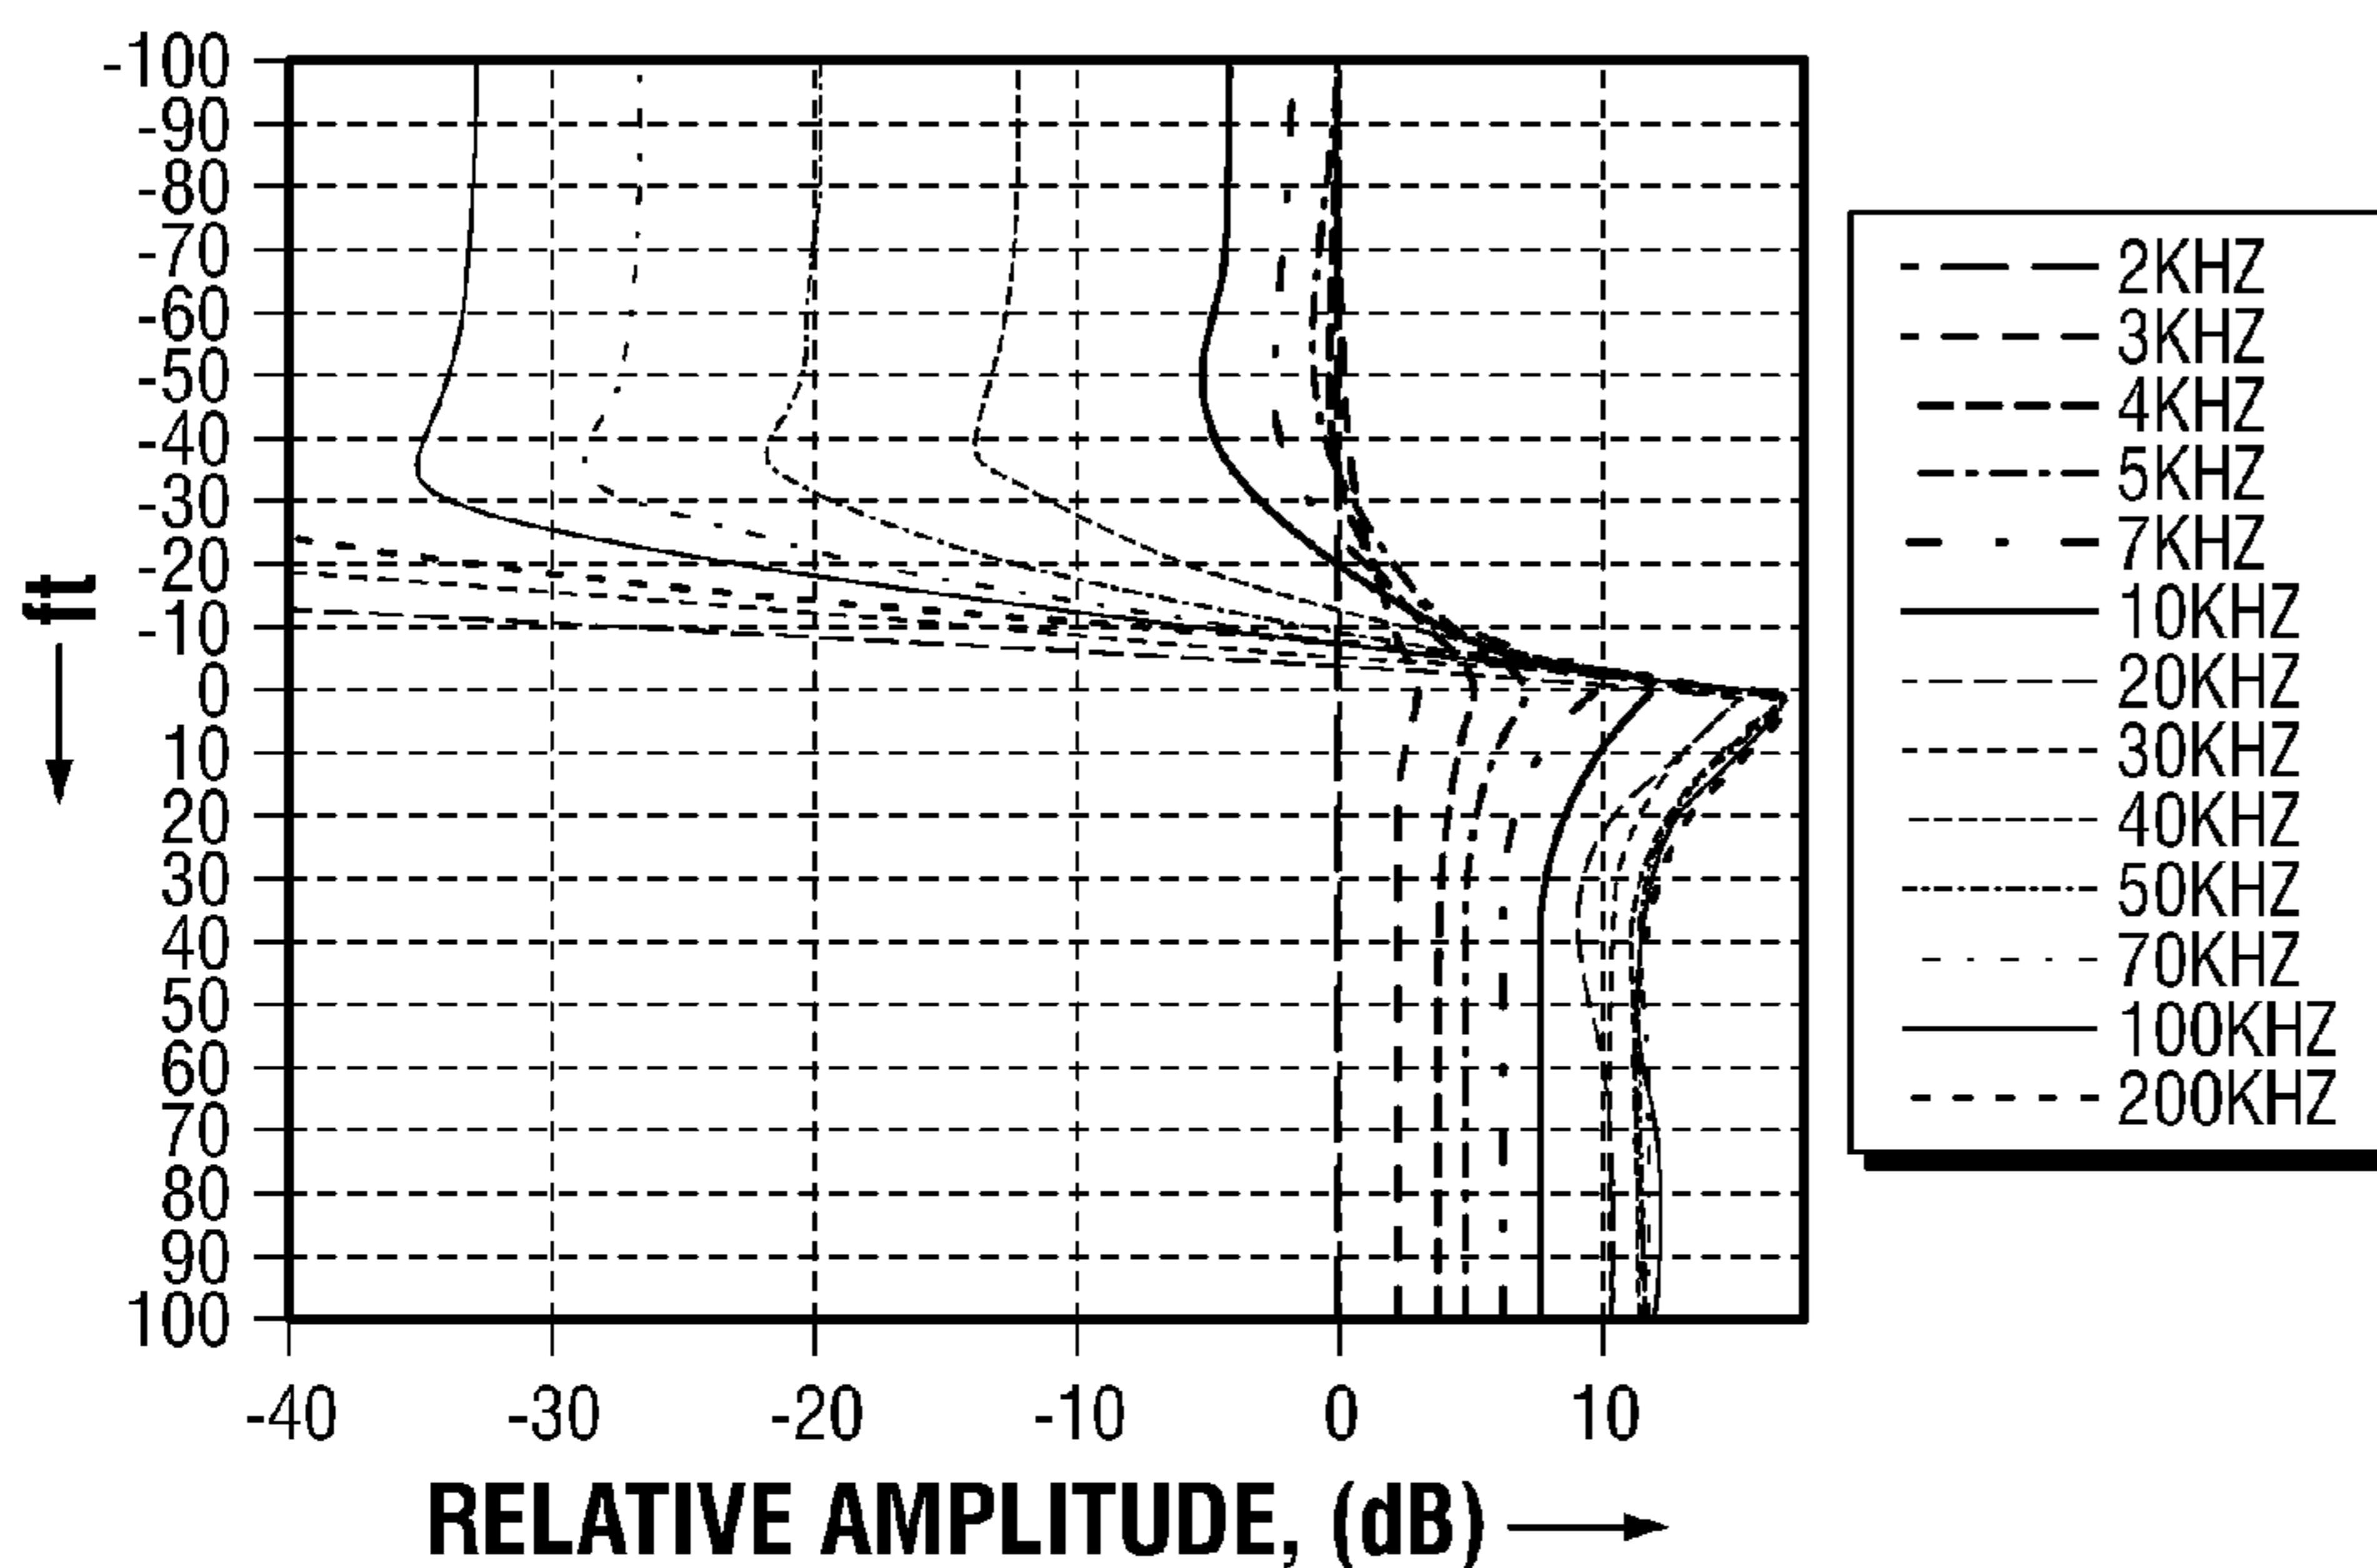 -100
-90
-80
-70
-60
-50
-40
-30
-20
-10
0
10
20
30
40
50
60
70
80
90
100
ft
-40 -30 -20 -10 0 10
RELATIVE AMPLITUDE, (dB)
2KHZ
3KHZ
4KHZ
5KHZ
7KHZ
10KHZ
20KHZ
30KHZ
40KHZ
50KHZ
70KHZ
100KHZ
200KHZ